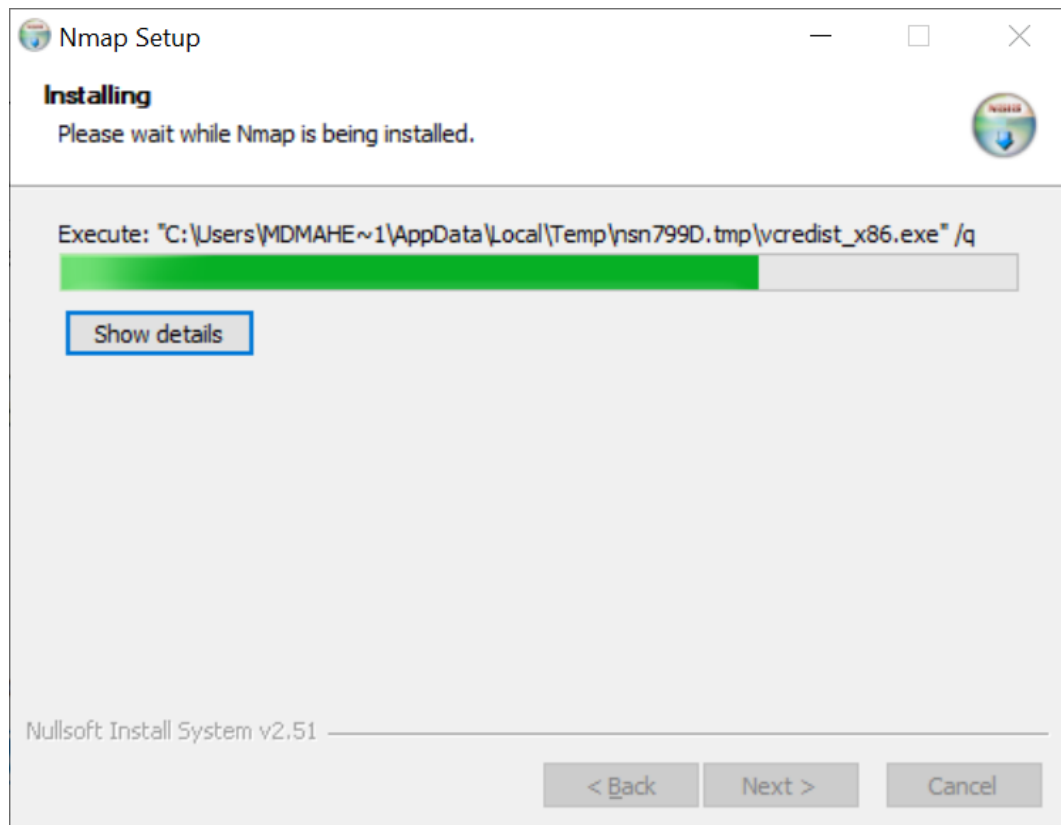 Nmap Setup
Installing
Please wait while Nmap is being installed.
NSIS
Execute: "C:\Users\MDMAHE~1\AppData\Local\Temp\nsn799D.tmp\vcredist_x86.exe" /q
Show details
Nullsoft Install System v2.51
< Back Next > Cancel